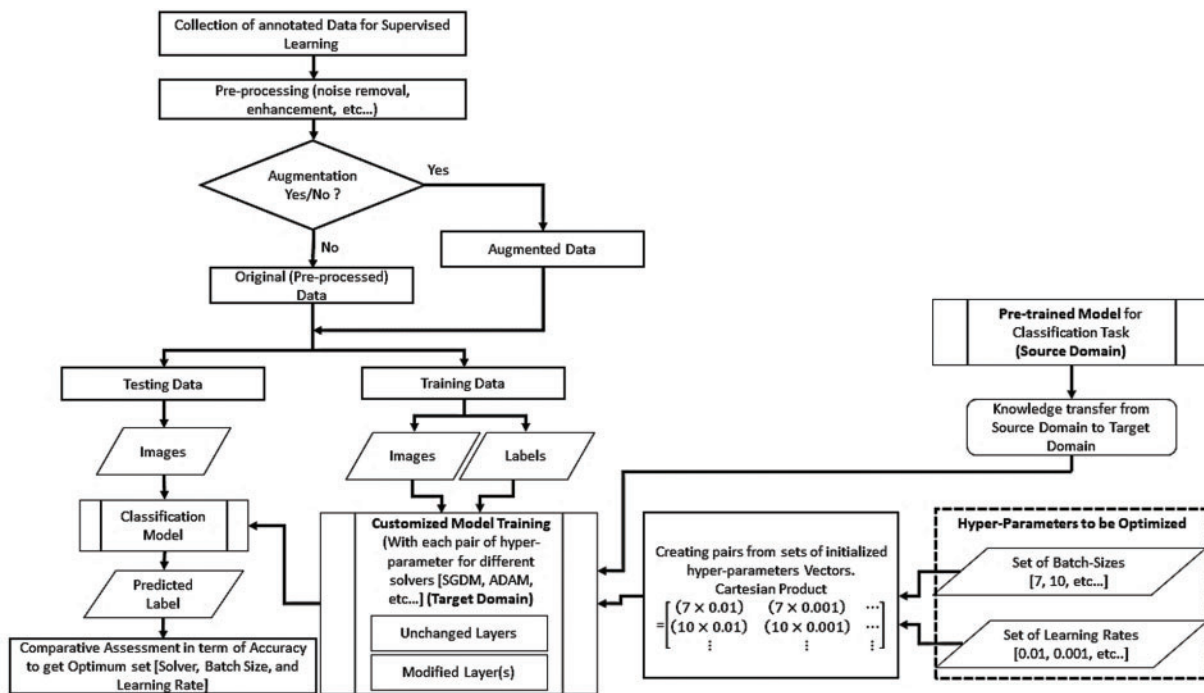 Collection of annotated Data for Supervised
Learning
Pre-processing (noise removal,
enhancement, etc...)
Augmentation
Yes/No ?
Yes
No
Augmented Data
Original (Pre-processed)
Data
Testing Data
Training Data
Images
Images
Labels
Classification
Model
Predicted
Label
Comparative Assessment in term of Accuracy
to get Optimum set [Solver, Batch Size, and
Learning Rate]
Customized Model Training
(With each pair of hyper-
parameter for different
solvers [SGDM, ADAM,
etc...] (Target Domain)
Unchanged Layers
Modified Layer(s)
Pre-trained Model for
Classification Task
(Source Domain)
Knowledge transfer from
Source Domain to Target
Domain
Creating pairs from sets of initialized
hyper-parameters Vectors.
Cartesian Product
= [(7 × 0.01) (7 × 0.001) ⋯
(10 × 0.01) (10 × 0.001) ⋯
⋮ ⋮ ⋮]
Hyper-Parameters to be Optimized
Set of Batch-Sizes
[7, 10, etc...]
Set of Learning Rates
[0.01, 0.001, etc..]